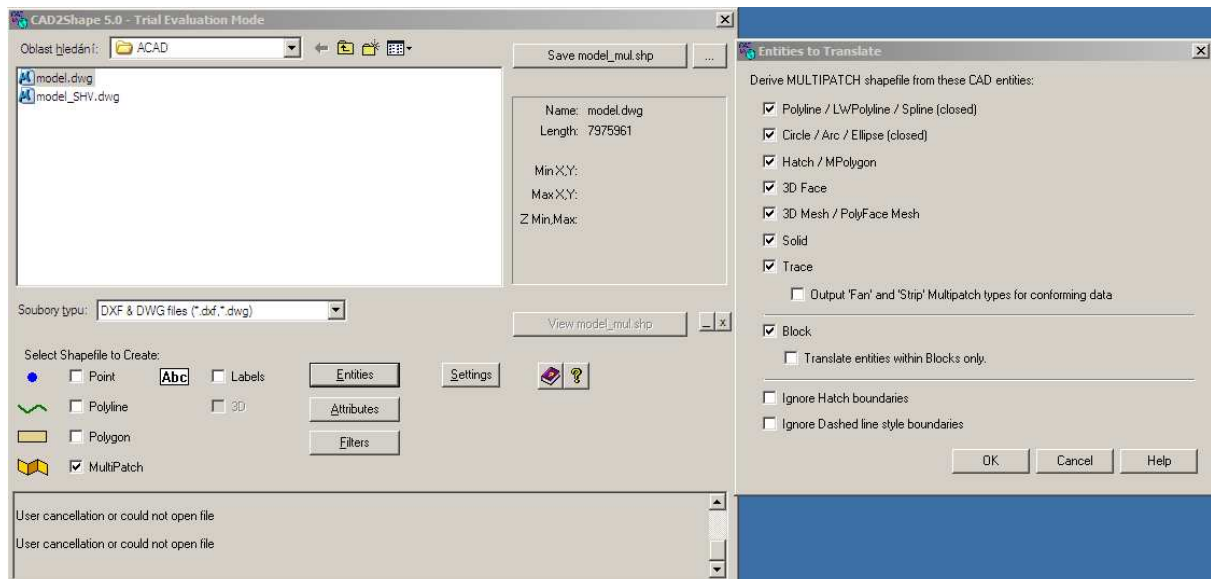 CAD2Shape 5.0 - Trial Evaluation Mode
Oblast hledání: ACAD
Save model_mul.shp ...
model.dwg
model_SHV.dwg
Name: model.dwg
Length: 7975961
Min X,Y:
Max X,Y:
Z Min,Max:
Soubory typu: DXF & DWG files (*.dxf,*.dwg)
View model_mul.shp _ x
Select Shapefile to Create:
Point Abc Labels Entities Settings ?
Polyline 3D Attributes
Polygon Filters
MultiPatch
User cancellation or could not open file
User cancellation or could not open file
Entities to Translate
Derive MULTIPATCH shapefile from these CAD entities:
Polyline / LWPolyline / Spline (closed)
Circle / Arc / Ellipse (closed)
Hatch / MPolygon
3D Face
3D Mesh / PolyFace Mesh
Solid
Trace
Output 'Fan' and 'Strip' Multipatch types for conforming data
Block
Translate entities within Blocks only.
Ignore Hatch boundaries
Ignore Dashed line style boundaries
OK Cancel Help